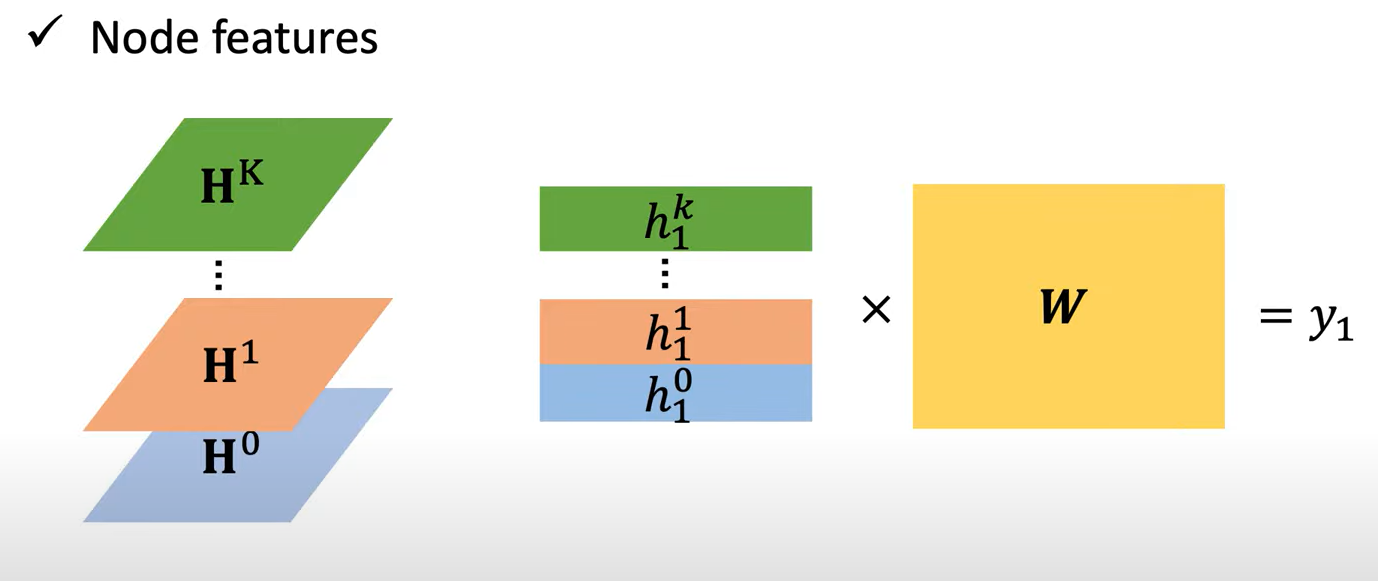 ✓ Node features
H^K
⋮
H^1
H^0
h_1^k
⋮
h_1^1
h_1^0
× W = y_1